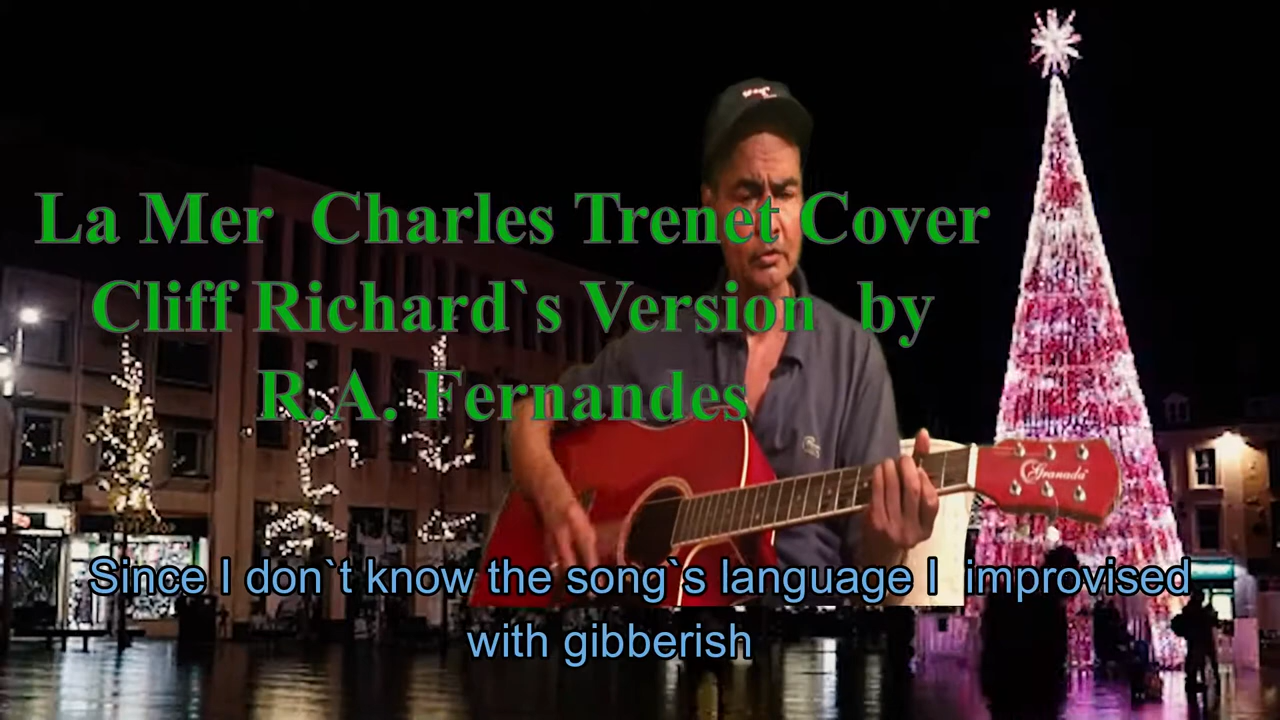 La Mer  Charles Trenet Cover
Cliff Richard`s Version  by
R.A. Fernandes
Granada
Since I don`t know the song`s language I  improvised
with gibberish